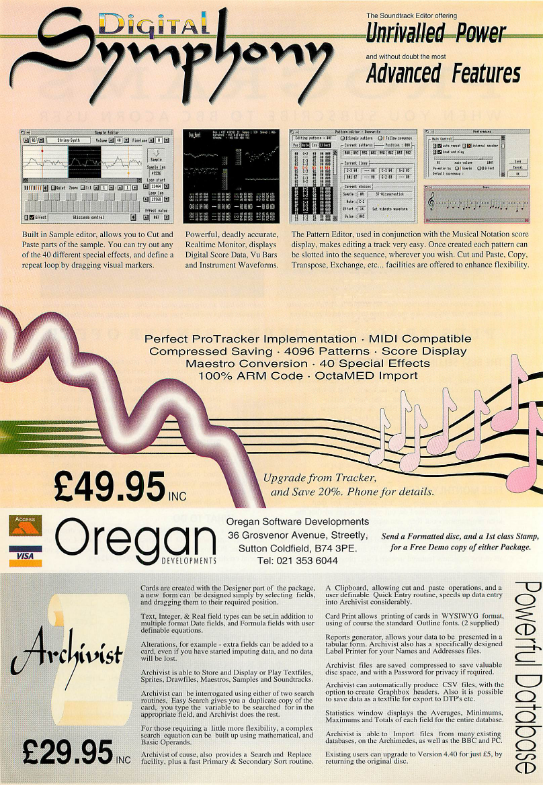 Digital
Symphony
The Soundtrack Editor offering
Unrivalled Power
and without doubt the most
Advanced Features
Sample Editor
Pattern editor
Built in Sample editor, allows you to Cut and
Paste parts of the sample. You can try out any
of the 40 different special effects, and define a
repeat loop by dragging visual markers.
Powerful, deadly accurate,
Realtime Monitor, displays
Digital Score Data, Vu Bars
and Instrument Waveforms.
The Pattern Editor, used in conjunction with the Musical Notation score
display, makes editing a track very easy. Once created each pattern can
be slotted into the sequence, wherever you wish. Cut and Paste, Copy,
Transpose, Exchange, etc... facilities are offered to enhance flexibility.
Perfect ProTracker Implementation · MIDI Compatible
Compressed Saving · 4096 Patterns · Score Display
Maestro Conversion · 40 Special Effects
100% ARM Code · OctaMED Import
£49.95 INC
Upgrade from Tracker,
and Save 20%. Phone for details.
Access
VISA
Oregan
DEVELOPMENTS
Oregan Software Developments
36 Grosvenor Avenue, Streetly,
Sutton Coldfield, B74 3PE.
Tel: 021 353 6044
Send a Formatted disc, and a 1st class Stamp,
for a Free Demo copy of either Package.
Archivist
£29.95 INC
Cards are created with the Designer part of the package,
a new form can be designed simply by selecting fields,
and dragging them to their required position.
Text, Integer, & Real field types can be set,in addition to
multiple format Date fields, and Formula fields with user
definable equations.
Alterations, for example - extra fields can be added to a
card, even if you have started imputing data, and no data
will be lost.
Archivist is able to Store and Display or Play Textfiles,
Sprites, Drawfiles, Maestros, Samples and Soundtracks.
Archivist can be interrogated using either of two search
routines. Easy Search gives you a duplicate copy of the
card, you type the variable to be searched for in the
appropriate field, and Archivist does the rest.
For those requiring a little more flexibility, a complex
search equation can be built up using mathematical, and
Basic Operands.
Archivist of couse, also provides a Search and Replace
facility, plus a fast Primary & Secondary Sort routine.
A Clipboard, allowing cut and paste operations, and a
user definable Quick Entry routine, speeds up data entry
into Archivist considerably.
Card Print allows printing of cards in WYSIWYG format,
using of course the standard Outline fonts. (2 supplied)
Reports generator, allows your data to be presented in a
tabular form. Archivist also has a specifically designed
Label Printer for your Names and Addresses files.
Archivist files are saved compressed to save valuable
disc space, and with a Password for privacy if required.
Archivist can automatically produce CSV files, with the
option to create Graphbox headers. Also it is possible
to save data as a textfile for export to DTP's etc.
Statistics window displays the Averages, Minimums,
Maximums and Totals of each field for the entire database.
Archivist is able to Import files from many existing
databases, on the Archimedes, as well as the BBC and PC.
Existing users can upgrade to Version 4.40 for just £5, by
returning the original disc.
Powerful Database